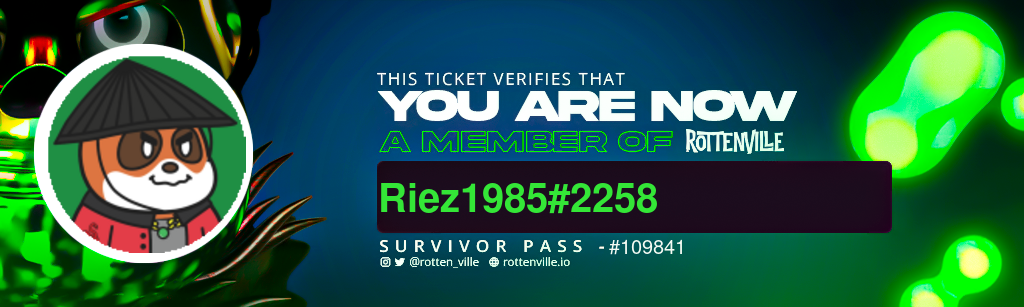 THIS TICKET VERIFIES THAT
YOU ARE NOW
A MEMBER OF ROTTENVILLE
Riez1985#2258
SURVIVOR PASS - #109841
@rotten_ville rottenville.io